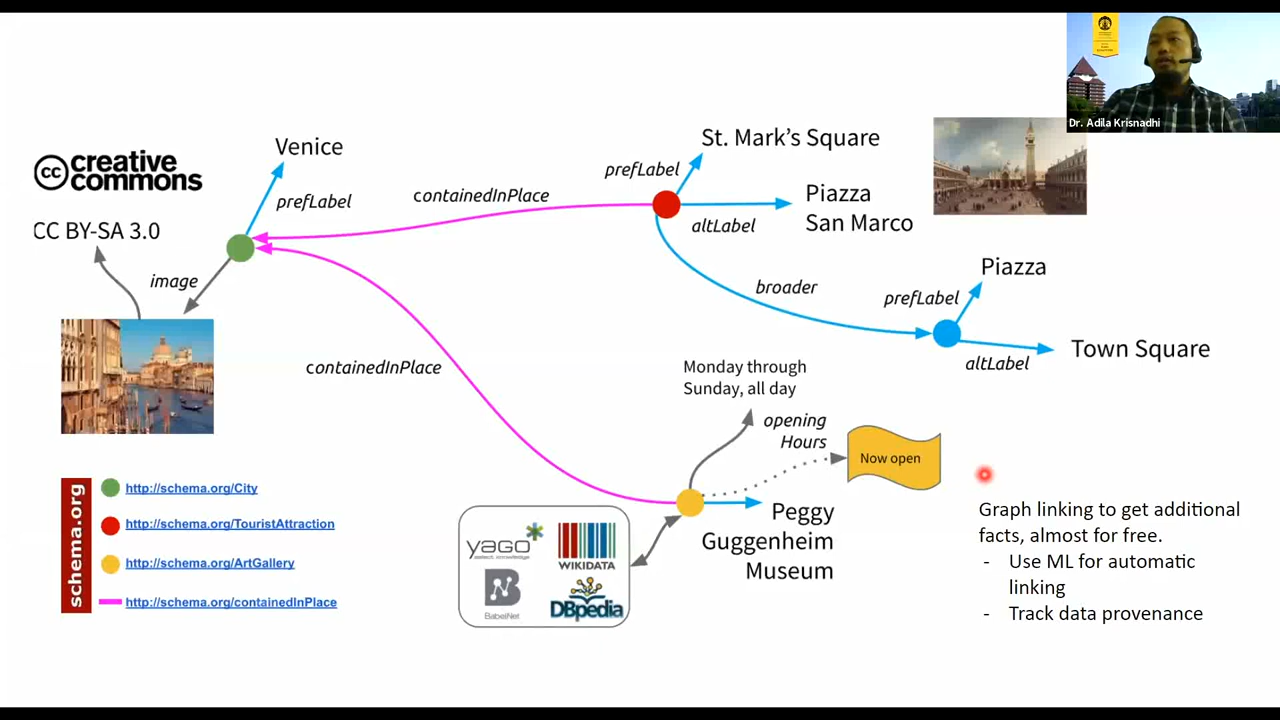 Dr. Adila Krisnadhi
cc creative
commons
CC BY-SA 3.0
Venice
prefLabel
containedInPlace
image
St. Mark's Square
prefLabel
Piazza
San Marco
altLabel
broader
Piazza
prefLabel
Town Square
altLabel
containedInPlace
Monday through
Sunday, all day
opening
Hours
Now open
Peggy
Guggenheim
Museum
yago
select knowledge
WIKIDATA
BabelNet
DBpedia
schema.org
http://schema.org/City
http://schema.org/TouristAttraction
http://schema.org/ArtGallery
http://schema.org/containedInPlace
Graph linking to get additional
facts, almost for free.
- Use ML for automatic
linking
- Track data provenance